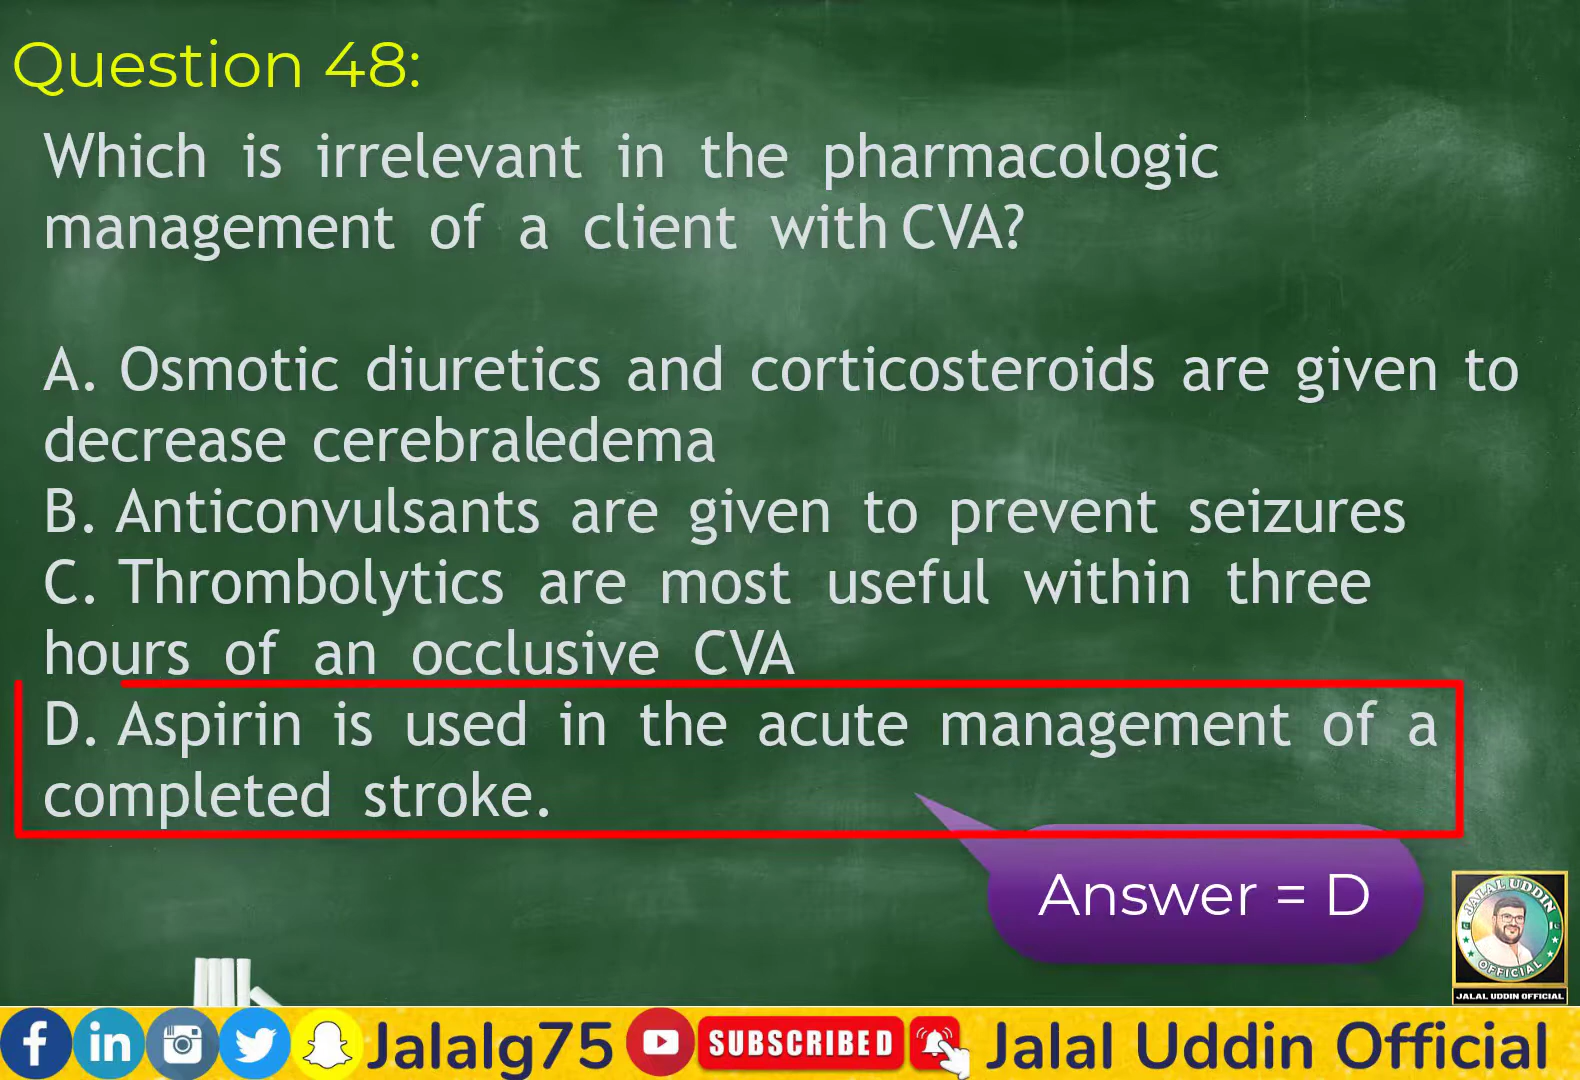 Question 48:
Which is irrelevant in the pharmacologic
management of a client with CVA?
A. Osmotic diuretics and corticosteroids are given to
decrease cerebraledema
B. Anticonvulsants are given to prevent seizures
C. Thrombolytics are most useful within three
hours of an occlusive CVA
D. Aspirin is used in the acute management of a
completed stroke.
Answer = D
JALAL UDDIN
OFFICIAL
JALAL UDDIN OFFICIAL
Jalalg75 SUBSCRIBED Jalal Uddin Official